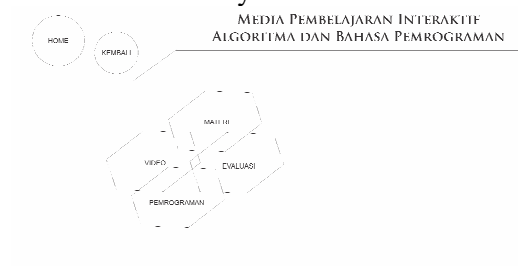 MEDIA PEMBELAJARAN INTERAKTIF
ALGORITMA DAN BAHASA PEMROGRAMAN
HOME
KEMBALI
MATERI
VIDEO
EVALUASI
PEMROGRAMAN